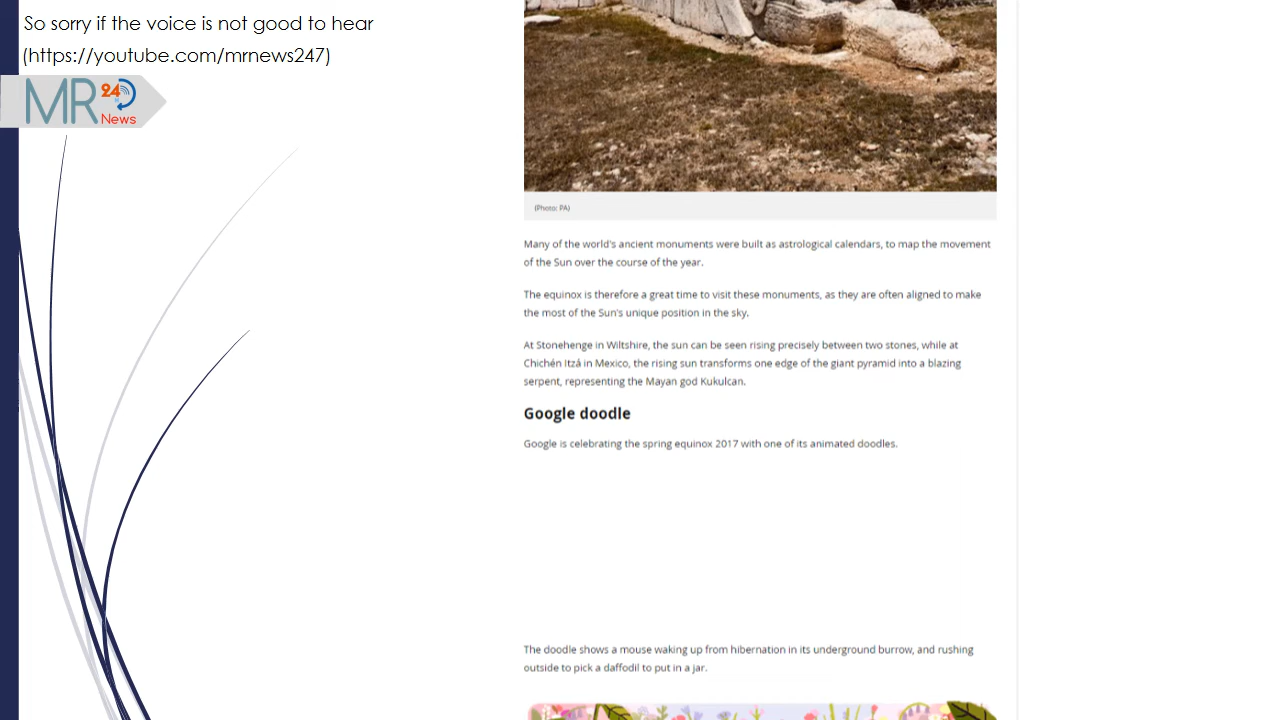 So sorry if the voice is not good to hear
(https://youtube.com/mrnews247)
MR 24 News
(Photo: PA)
Many of the world's ancient monuments were built as astrological calendars, to map the movement
of the Sun over the course of the year.
The equinox is therefore a great time to visit these monuments, as they are often aligned to make
the most of the Sun's unique position in the sky.
At Stonehenge in Wiltshire, the sun can be seen rising precisely between two stones, while at
Chichén Itzá in Mexico, the rising sun transforms one edge of the giant pyramid into a blazing
serpent, representing the Mayan god Kukulcan.
Google doodle
Google is celebrating the spring equinox 2017 with one of its animated doodles.
The doodle shows a mouse waking up from hibernation in its underground burrow, and rushing
outside to pick a daffodil to put in a jar.